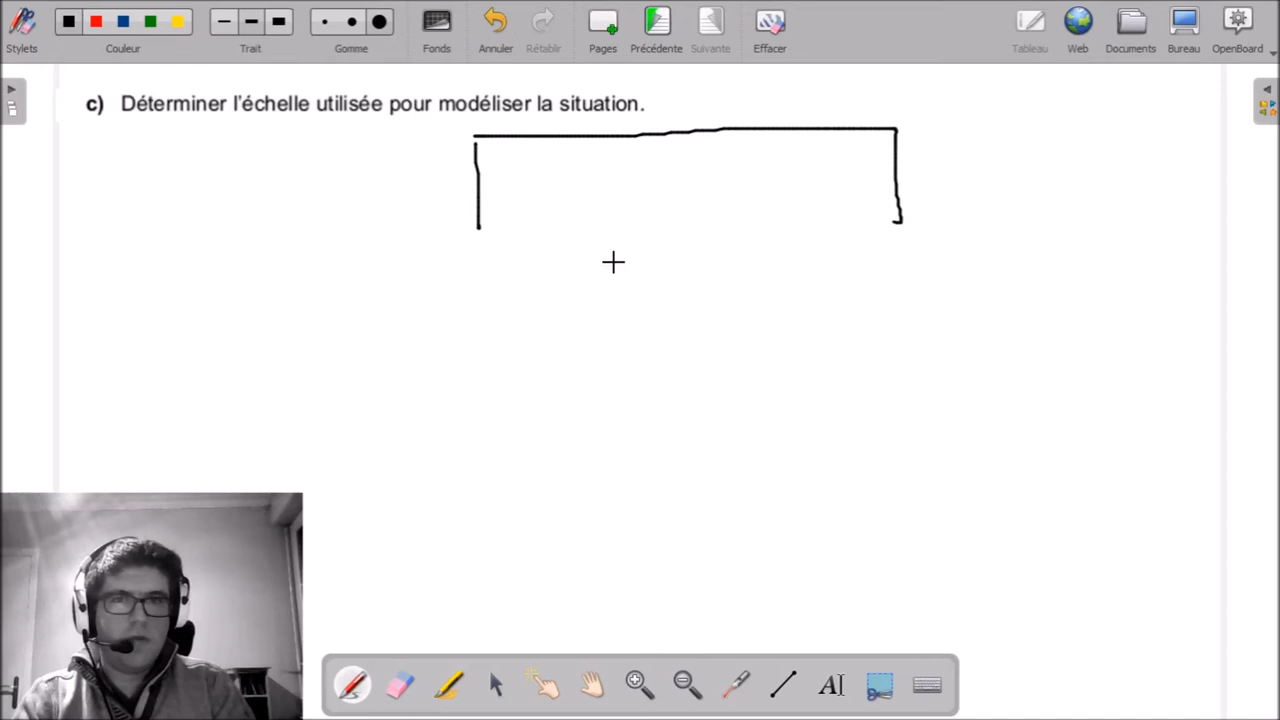 Stylets Couleur Trait Gomme Fonds Annuler Rétablir Pages Précédente Suivante Effacer Tableau Web Documents Bureau OpenBoard
c) Déterminer l'échelle utilisée pour modéliser la situation.
AI